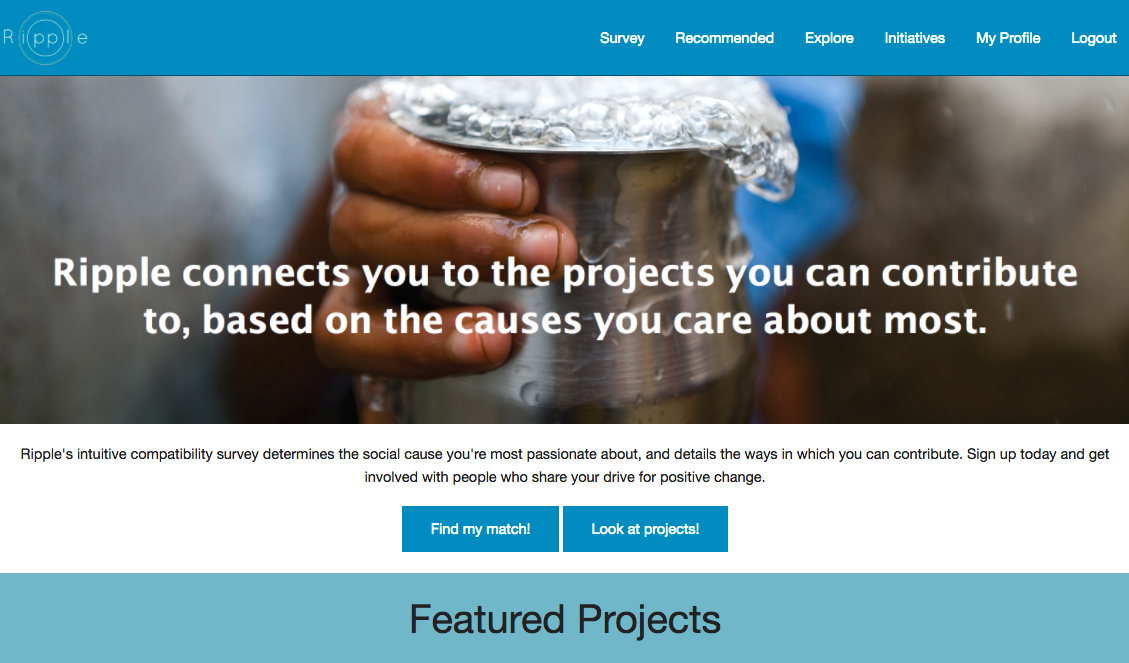 Ripple
Survey Recommended Explore Initiatives My Profile Logout
Ripple connects you to the projects you can contribute
to, based on the causes you care about most.
Ripple's intuitive compatibility survey determines the social cause you're most passionate about, and details the ways in which you can contribute. Sign up today and get
involved with people who share your drive for positive change.
Find my match! Look at projects!
Featured Projects